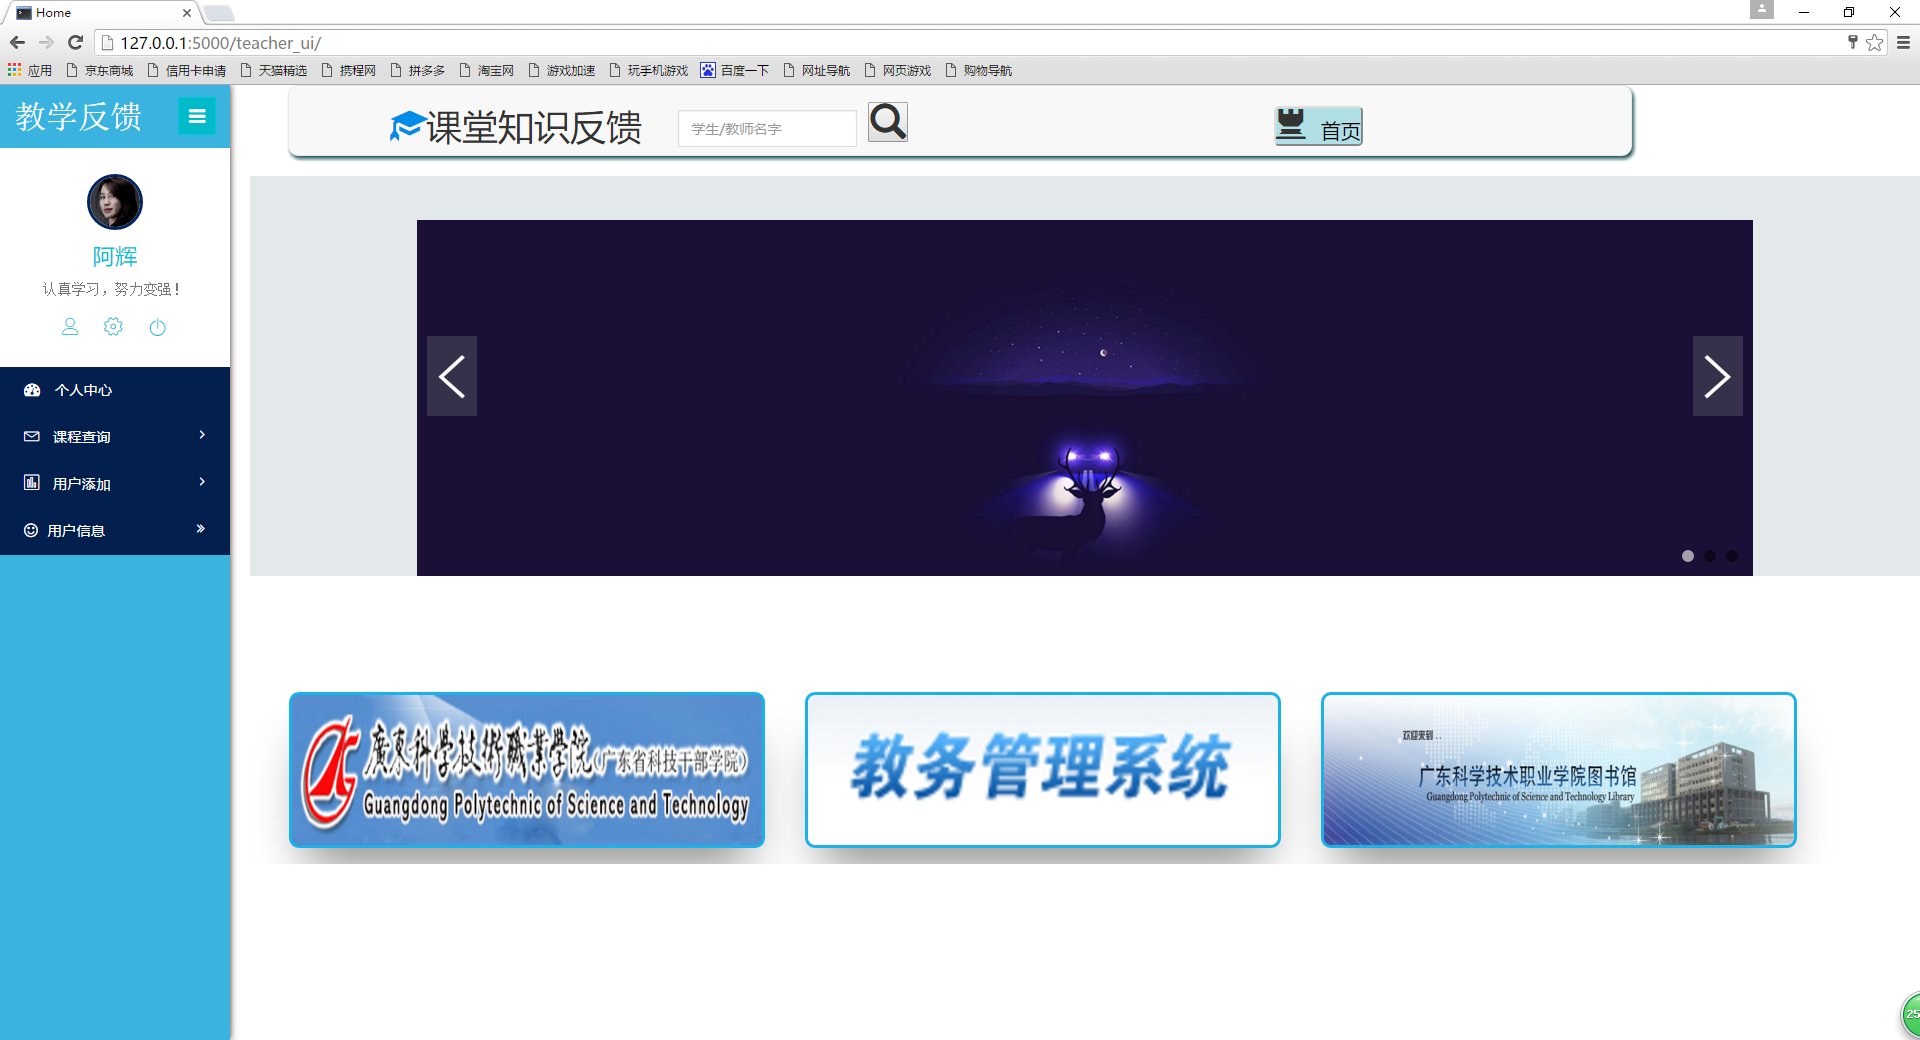 Home
127.0.0.1:5000/teacher_ui/
应用 京东商城 信用卡申请 天猫精选 携程网 拼多多 淘宝网 游戏加速 玩手机游戏 百度一下 网址导航 网页游戏 购物导航
教学反馈
课堂知识反馈 学生/教师名字 首页
阿辉
认真学习，努力变强！
个人中心
课程查询
用户添加
用户信息
廣東科學技術職業学院(广东省科技干部学院)
Guangdong Polytechnic of Science and Technology
教务管理系统
欢迎来到 . .
广东科学技术职业学院图书馆
Guangdong Polytechnic of Science and Technology Library
25